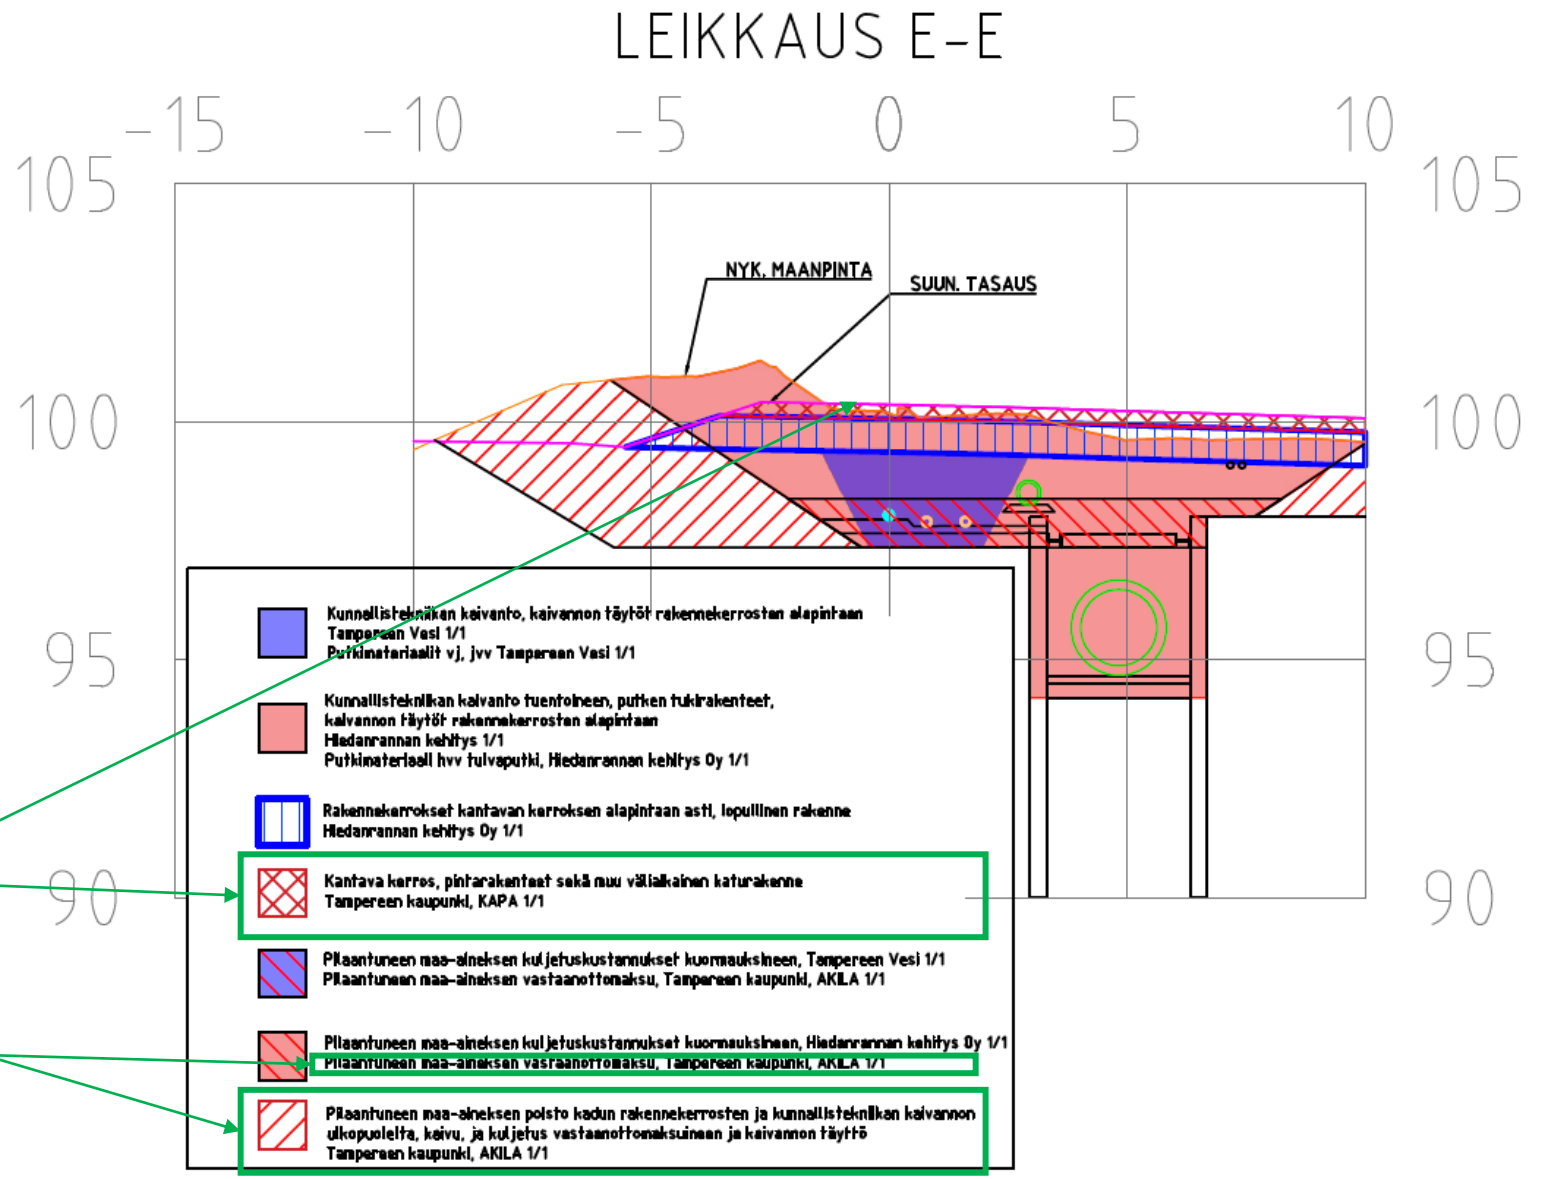 LEIKKAUS E-E
-15 -10 -5 0 5 10
105 105
NYK. MAANPINTA
SUUN. TASAUS
100 100
Kunnallistekniikan kaivanto, kaivannon täytöt rakennekerrosten alapintaan
Tampereen Vesi 1/1
Putkimateriaalit vj, jvv Tampereen Vesi 1/1
95 95
Kunnallistekniikan kaivanto tuentoineen, putken tukirakenteet,
kaivannon täytöt rakennekerrosten alapintaan
Hiedanrannan kehitys 1/1
Putkimateriaali hvv tulvaputki, Hiedanrannan kehitys Oy 1/1
Rakennekerrokset kantavan kerroksen alapintaan asti, lopullinen rakenne
Hiedanrannan kehitys Oy 1/1
90 90
Kantava kerros, pintarakenteet sekä muu väliaikainen katurakenne
Tampereen kaupunki, KAPA 1/1
Pilaantuneen maa-aineksen kuljetuskustannukset kuormauksineen, Tampereen Vesi 1/1
Pilaantuneen maa-aineksen vastaanottomaksu, Tampereen kaupunki, AKILA 1/1
Pilaantuneen maa-aineksen kuljetuskustannukset kuormauksineen, Hiedanrannan kehitys Oy 1/1
Pilaantuneen maa-aineksen vastaanottomaksu, Tampereen kaupunki, AKILA 1/1
Pilaantuneen maa-aineksen poisto kadun rakennekerrosten ja kunnallistekniikan kaivannon
ulkopuolelta, kaivu, ja kuljetus vastaanottomaksuineen ja kaivannon täyttö
Tampereen kaupunki, AKILA 1/1